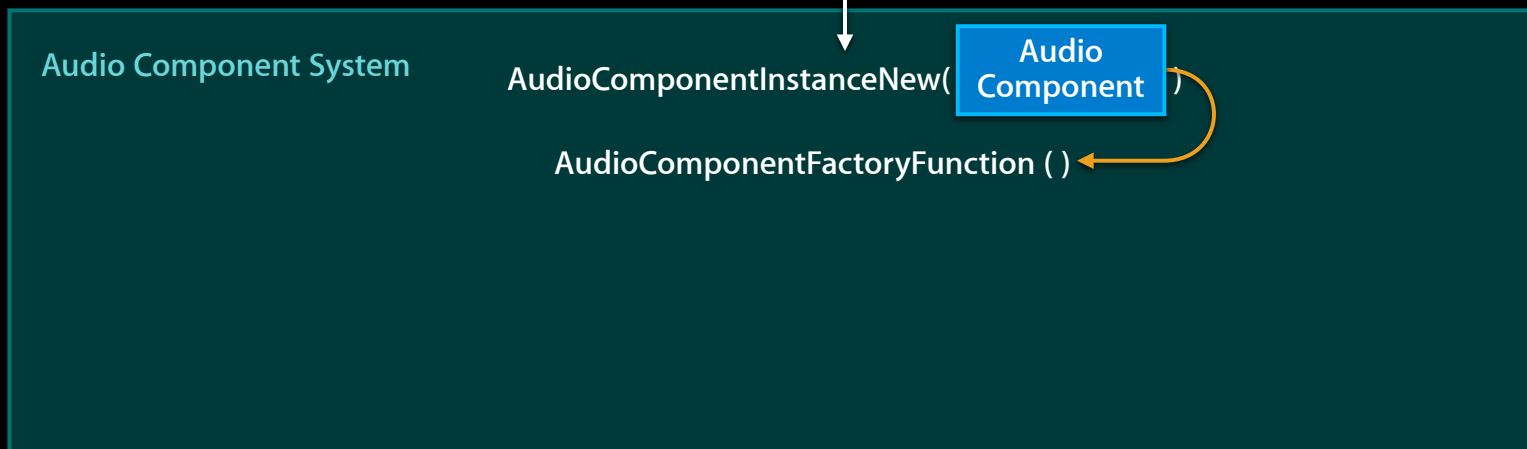 Audio Component System
AudioComponentInstanceNew( Audio Component )
AudioComponentFactoryFunction ( )